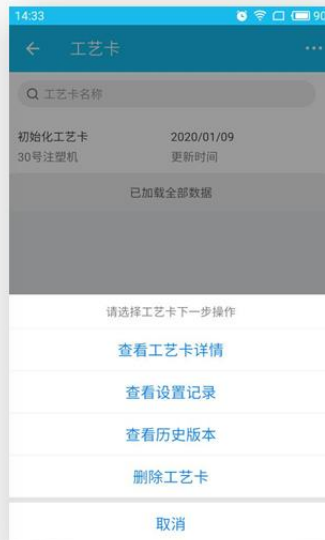 14:33
90
工艺卡
工艺卡名称
初始化工艺卡 2020/01/09
30号注塑机 更新时间
已加载全部数据
请选择工艺卡下一步操作
查看工艺卡详情
查看设置记录
查看历史版本
删除工艺卡
取消